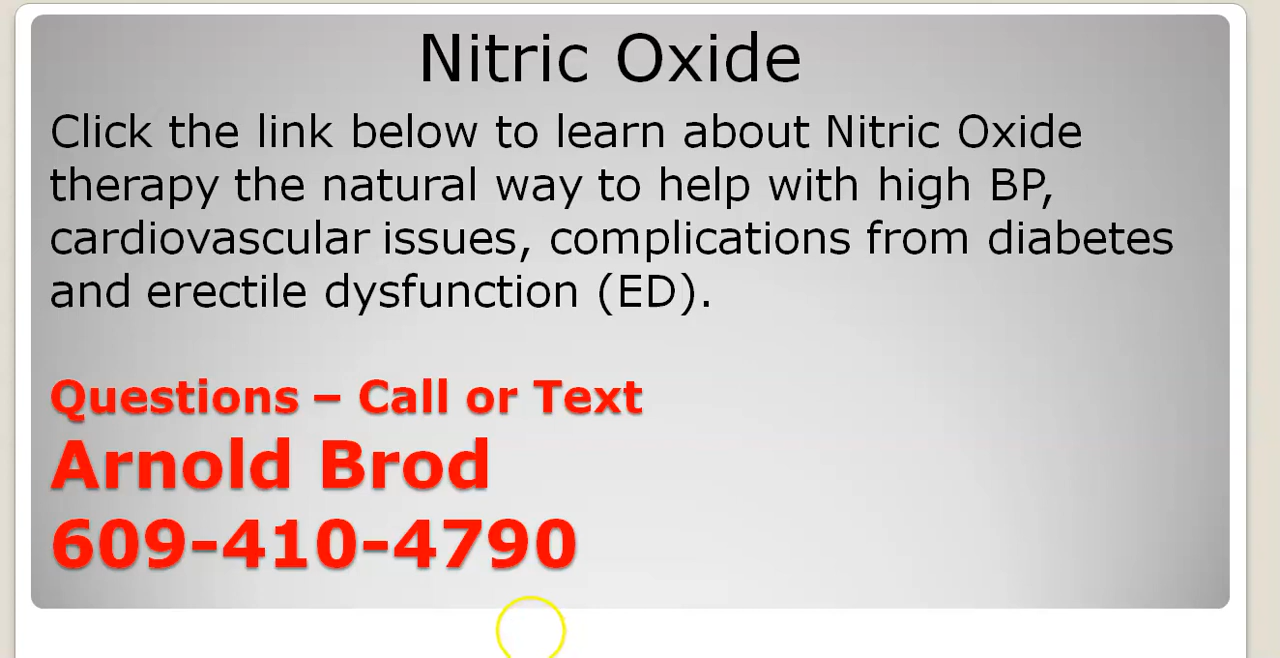 Nitric Oxide
Click the link below to learn about Nitric Oxide
therapy the natural way to help with high BP,
cardiovascular issues, complications from diabetes
and erectile dysfunction (ED).
Questions – Call or Text
Arnold Brod
609-410-4790